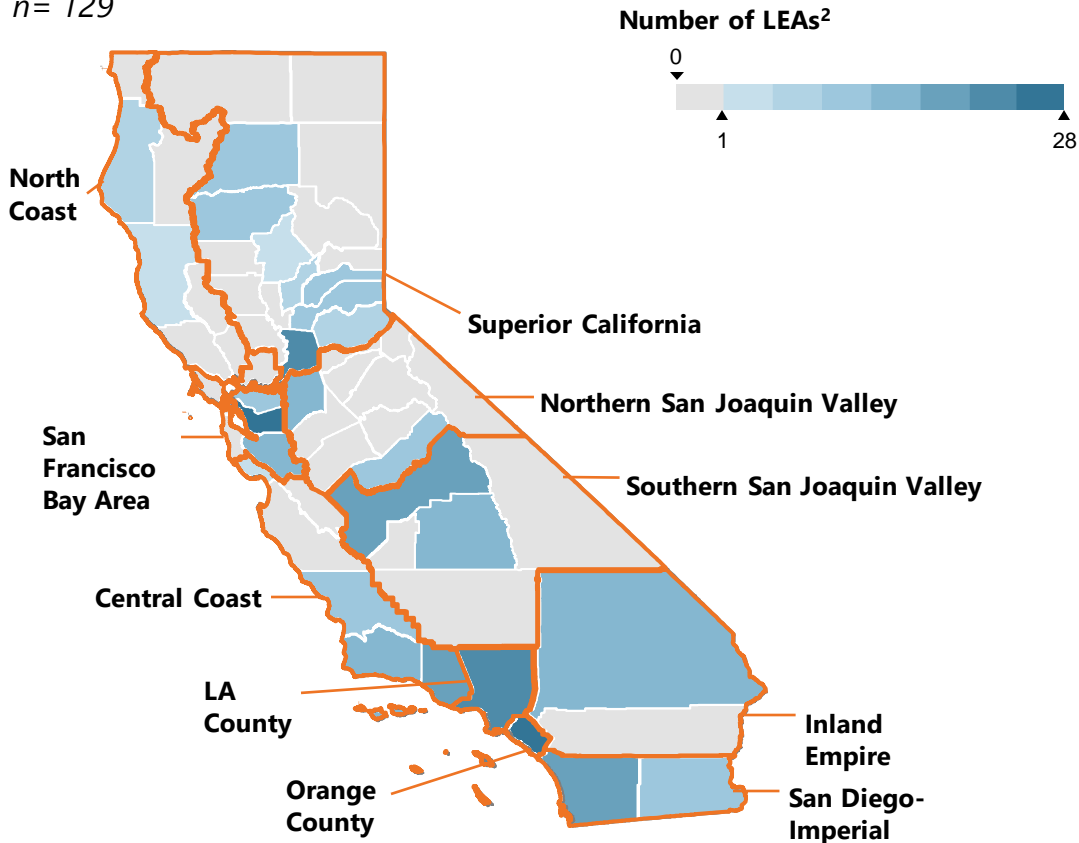 n= 129
Number of LEAs²
0
1
28
North
Coast
Superior California
Northern San Joaquin Valley
San
Francisco
Bay Area
Southern San Joaquin Valley
Central Coast
LA
County
Inland
Empire
Orange
County
San Diego-
Imperial